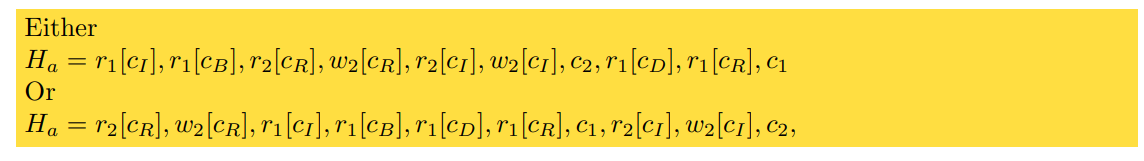 Either
H_a = r_1[c_I], r_1[c_B], r_2[c_R], w_2[c_R], r_2[c_I], w_2[c_I], c_2, r_1[c_D], r_1[c_R], c_1
Or
H_a = r_2[c_R], w_2[c_R], r_1[c_I], r_1[c_B], r_1[c_D], r_1[c_R], c_1, r_2[c_I], w_2[c_I], c_2,